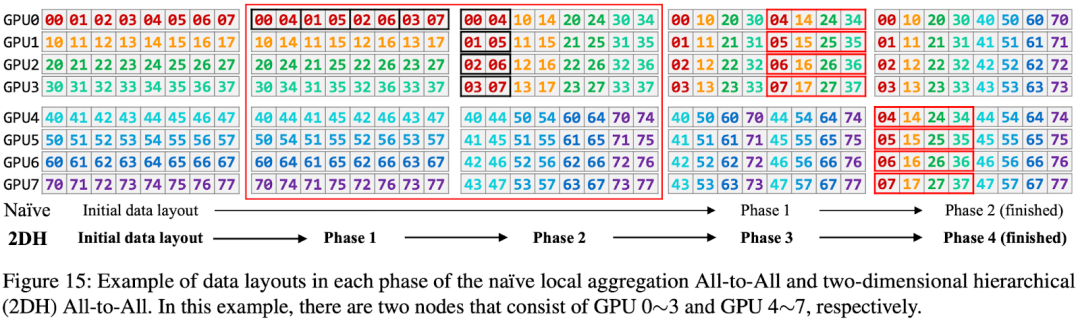 GPU0 00 01 02 03 04 05 06 07 00 04 01 05 02 06 03 07 00 04 10 14 20 24 30 34 00 10 20 30 04 14 24 34 00 10 20 30 40 50 60 70
GPU1 10 11 12 13 14 15 16 17 10 14 11 15 12 16 13 17 01 05 11 15 21 25 31 35 01 11 21 31 05 15 25 35 01 11 21 31 41 51 61 71
GPU2 20 21 22 23 24 25 26 27 20 24 21 25 22 26 23 27 02 06 12 16 22 26 32 36 02 12 22 32 06 16 26 36 02 12 22 32 42 52 62 72
GPU3 30 31 32 33 34 35 36 37 30 34 31 35 32 36 33 37 03 07 13 17 23 27 33 37 03 13 23 33 07 17 27 37 03 13 23 33 43 53 63 73
GPU4 40 41 42 43 44 45 46 47 40 44 41 45 42 46 43 47 40 44 50 54 60 64 70 74 40 50 60 70 44 54 64 74 04 14 24 34 44 54 64 74
GPU5 50 51 52 53 54 55 56 57 50 54 51 55 52 56 53 57 41 45 51 55 61 65 71 75 41 51 61 71 45 55 65 75 05 15 25 35 45 55 65 75
GPU6 60 61 62 63 64 65 66 67 60 64 61 65 62 66 63 67 42 46 52 56 62 66 72 76 42 52 62 72 46 56 66 76 06 16 26 36 46 56 66 76
GPU7 70 71 72 73 74 75 76 77 70 74 71 75 72 76 73 77 43 47 53 57 63 67 73 77 43 53 63 73 47 57 67 77 07 17 27 37 47 57 67 77
Naïve Initial data layout Phase 1 Phase 2 (finished)
2DH Initial data layout Phase 1 Phase 2 Phase 3 Phase 4 (finished)
Figure 15: Example of data layouts in each phase of the naïve local aggregation All-to-All and two-dimensional hierarchical
(2DH) All-to-All. In this example, there are two nodes that consist of GPU 0∼3 and GPU 4∼7, respectively.